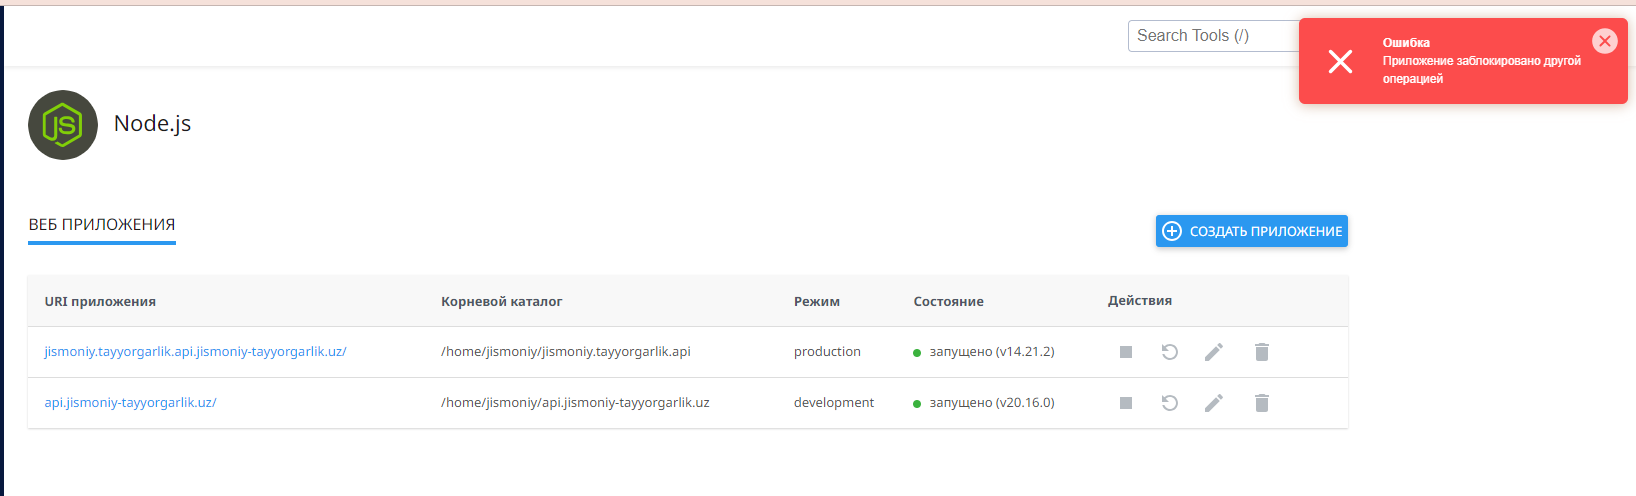 Search Tools (/)
Ошибка
Приложение заблокировано другой
операцией
JS
Node.js
ВЕБ ПРИЛОЖЕНИЯ
СОЗДАТЬ ПРИЛОЖЕНИЕ
URI приложения Корневой каталог Режим Состояние Действия
jismoniy.tayyorgarlik.api.jismoniy-tayyorgarlik.uz/ /home/jismoniy/jismoniy.tayyorgarlik.api production запущено (v14.21.2)
api.jismoniy-tayyorgarlik.uz/ /home/jismoniy/api.jismoniy-tayyorgarlik.uz development запущено (v20.16.0)